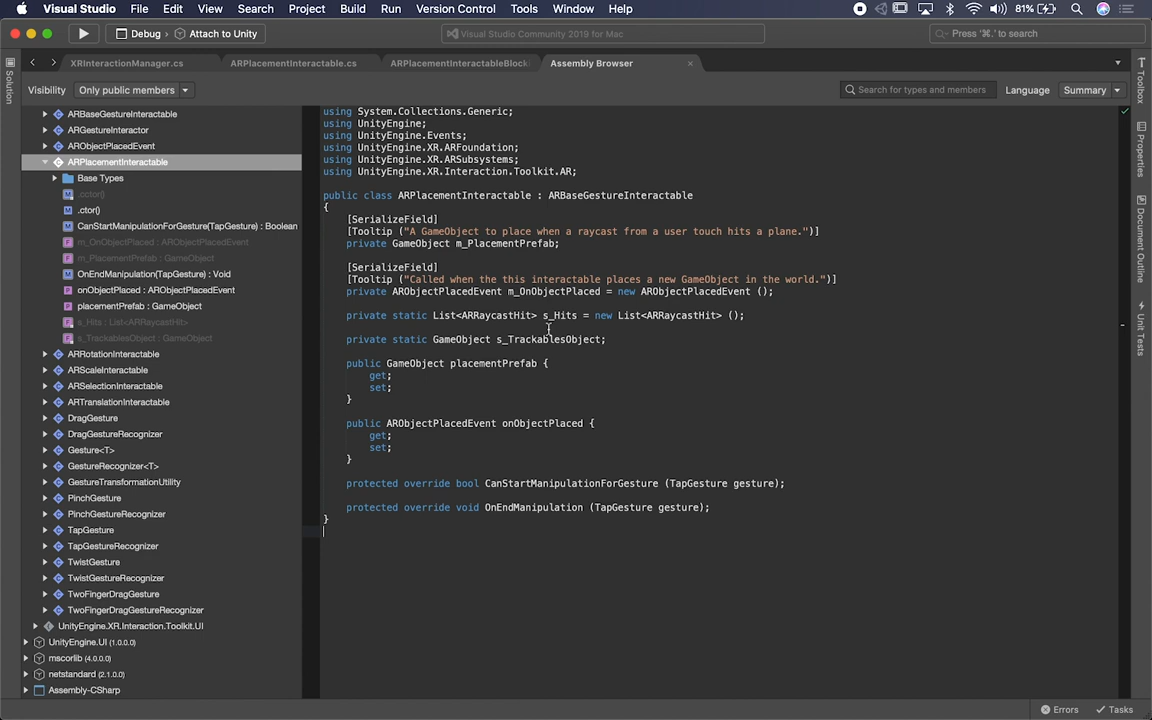 Visual Studio File Edit View Search Project Build Run Version Control Tools Window Help 81%
Debug › Attach to Unity
Visual Studio Community 2019 for Mac
Press '⌘.' to search
XRInteractionManager.cs
ARPlacementInteractable.cs
ARPlacementInteractableBlock
Assembly Browser
Visibility Only public members
Search for types and members
Language Summary
Solution
Toolbox
Properties
Document Outline
Unit Tests
ARBaseGestureInteractable
ARGestureInteractor
ARObjectPlacedEvent
ARPlacementInteractable
Base Types
.cctor()
.ctor()
CanStartManipulationForGesture(TapGesture) : Boolean
m_OnObjectPlaced : ARObjectPlacedEvent
m_PlacementPrefab : GameObject
OnEndManipulation(TapGesture) : Void
onObjectPlaced : ARObjectPlacedEvent
placementPrefab : GameObject
s_Hits : List<ARRaycastHit>
s_TrackablesObject : GameObject
ARRotationInteractable
ARScaleInteractable
ARSelectionInteractable
ARTranslationInteractable
DragGesture
DragGestureRecognizer
Gesture<T>
GestureRecognizer<T>
GestureTransformationUtility
PinchGesture
PinchGestureRecognizer
TapGesture
TapGestureRecognizer
TwistGesture
TwistGestureRecognizer
TwoFingerDragGesture
TwoFingerDragGestureRecognizer
UnityEngine.XR.Interaction.Toolkit.UI
UnityEngine.UI (1.0.0.0)
mscorlib (4.0.0.0)
netstandard (2.1.0.0)
Assembly-CSharp
using System.Collections.Generic;
using UnityEngine;
using UnityEngine.Events;
using UnityEngine.XR.ARFoundation;
using UnityEngine.XR.ARSubsystems;
using UnityEngine.XR.Interaction.Toolkit.AR;
public class ARPlacementInteractable : ARBaseGestureInteractable
{
[SerializeField]
[Tooltip ("A GameObject to place when a raycast from a user touch hits a plane.")]
private GameObject m_PlacementPrefab;
[SerializeField]
[Tooltip ("Called when the this interactable places a new GameObject in the world.")]
private ARObjectPlacedEvent m_OnObjectPlaced = new ARObjectPlacedEvent ();
private static List<ARRaycastHit> s_Hits = new List<ARRaycastHit> ();
private static GameObject s_TrackablesObject;
public GameObject placementPrefab {
get;
set;
}
public ARObjectPlacedEvent onObjectPlaced {
get;
set;
}
protected override bool CanStartManipulationForGesture (TapGesture gesture);
protected override void OnEndManipulation (TapGesture gesture);
}
Errors
Tasks